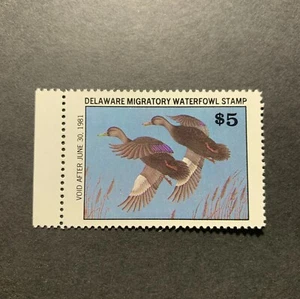 DELAWARE MIGRATORY WATERFOWL STAMP
$5
VOID AFTER JUNE 30, 1981